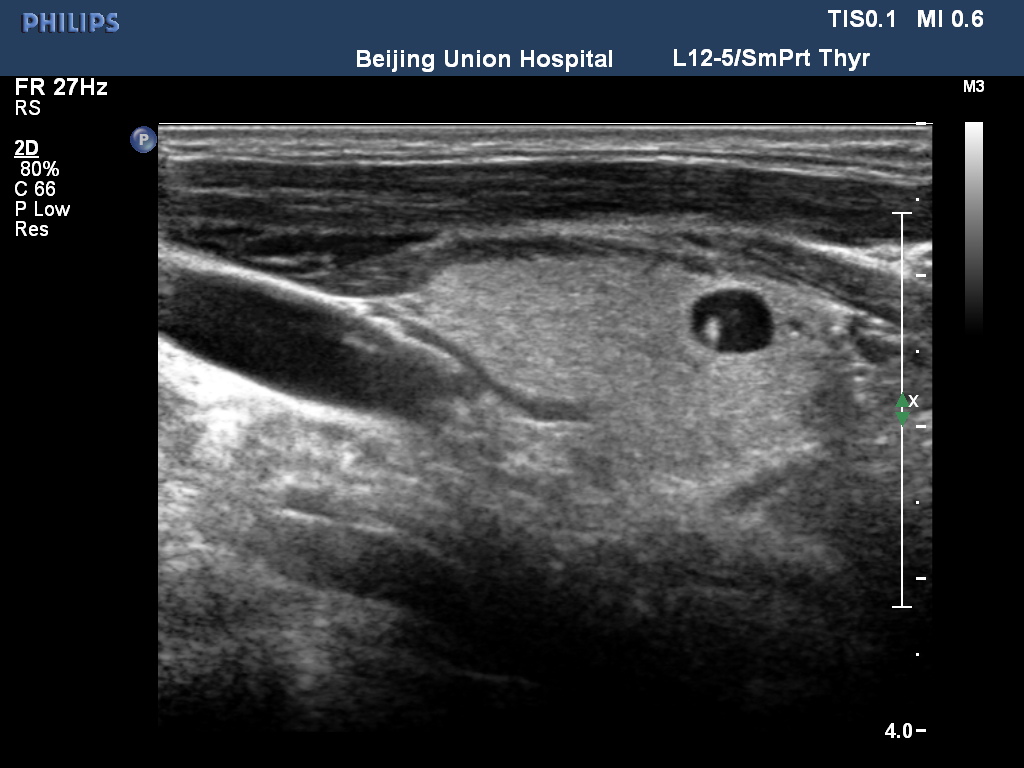 PHILIPS
TIS0.1 MI 0.6
Beijing Union Hospital L12-5/SmPrt Thyr
FR 27Hz
RS
M3
P
2D
80%
C 66
P Low
Res
X
4.0